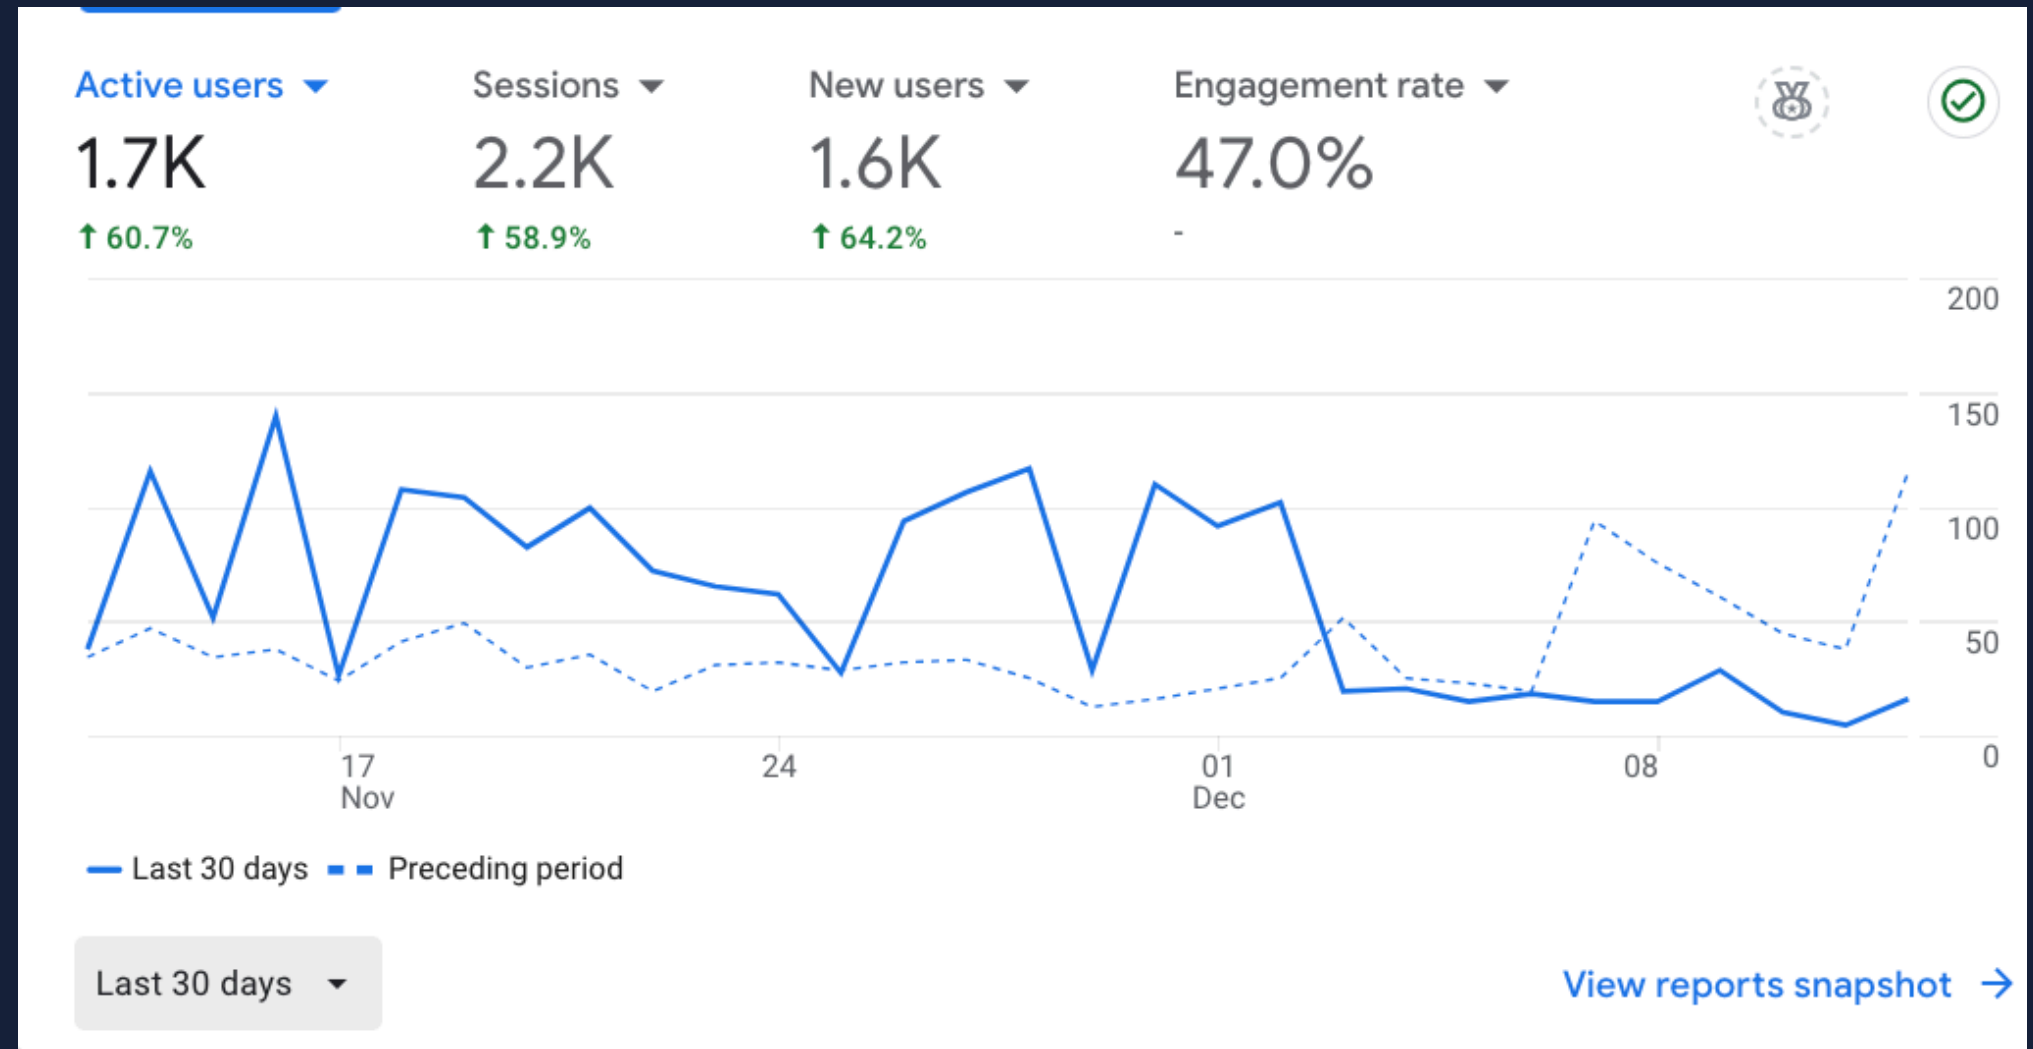 Active users
Sessions
New users
Engagement rate
1.7K
2.2K
1.6K
47.0%
↑ 60.7%
↑ 58.9%
↑ 64.2%
-
200
150
100
50
0
17
Nov
24
01
Dec
08
Last 30 days
Preceding period
Last 30 days
View reports snapshot →